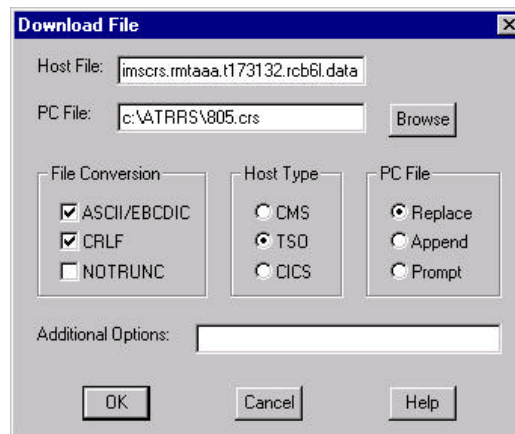 Download File
Host File: imscrs.rmtaaa.t173132.rcb6l.data
PC File: c:\ATRRS\805.crs Browse
File Conversion Host Type PC File
ASCII/EBCDIC CMS Replace
CRLF TSO Append
NOTRUNC CICS Prompt
Additional Options:
OK Cancel Help